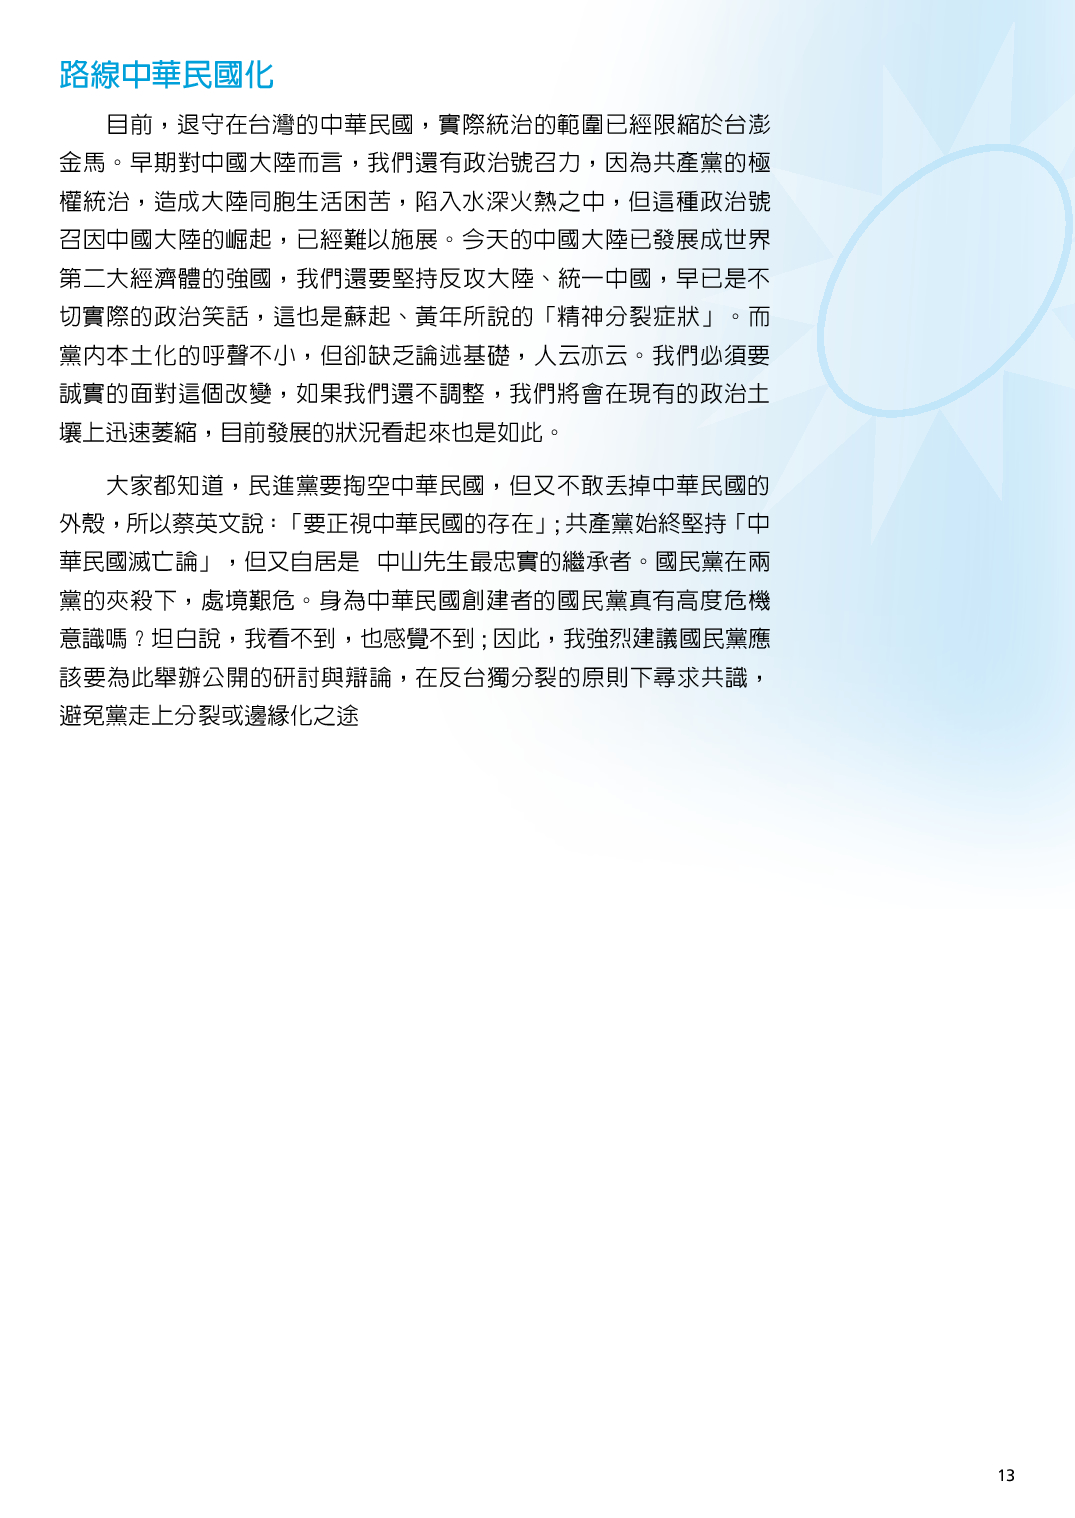 路線中華民國化
目前，退守在台灣的中華民國，實際統治的範圍已經限縮於台澎
金馬。早期對中國大陸而言，我們還有政治號召力，因為共產黨的極
權統治，造成大陸同胞生活困苦，陷入水深火熱之中，但這種政治號
召因中國大陸的崛起，已經難以施展。今天的中國大陸已發展成世界
第二大經濟體的強國，我們還要堅持反攻大陸、統一中國，早已是不
切實際的政治笑話，這也是蘇起、黃年所說的「精神分裂症狀」。而
黨內本土化的呼聲不小，但卻缺乏論述基礎，人云亦云。我們必須要
誠實的面對這個改變，如果我們還不調整，我們將會在現有的政治土
壤上迅速萎縮，目前發展的狀況看起來也是如此。
大家都知道，民進黨要掏空中華民國，但又不敢丟掉中華民國的
外殼，所以蔡英文說：「要正視中華民國的存在」；共產黨始終堅持「中
華民國滅亡論」，但又自居是 中山先生最忠實的繼承者。國民黨在兩
黨的夾殺下，處境艱危。身為中華民國創建者的國民黨真有高度危機
意識嗎？坦白說，我看不到，也感覺不到；因此，我強烈建議國民黨應
該要為此舉辦公開的研討與辯論，在反台獨分裂的原則下尋求共識，
避冤黨走上分裂或邊緣化之途
13